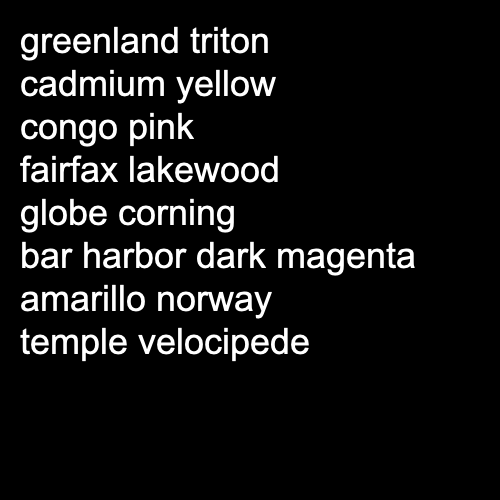 greenland triton
cadmium yellow
congo pink
fairfax lakewood
globe corning
bar harbor dark magenta
amarillo norway
temple velocipede